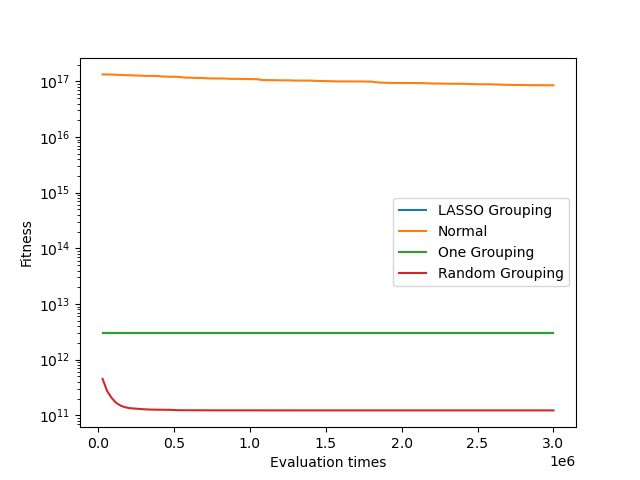 10^17
10^16
10^15
10^14
10^13
10^12
10^11
Fitness
LASSO Grouping
Normal
One Grouping
Random Grouping
0.0 0.5 1.0 1.5 2.0 2.5 3.0
1e6
Evaluation times